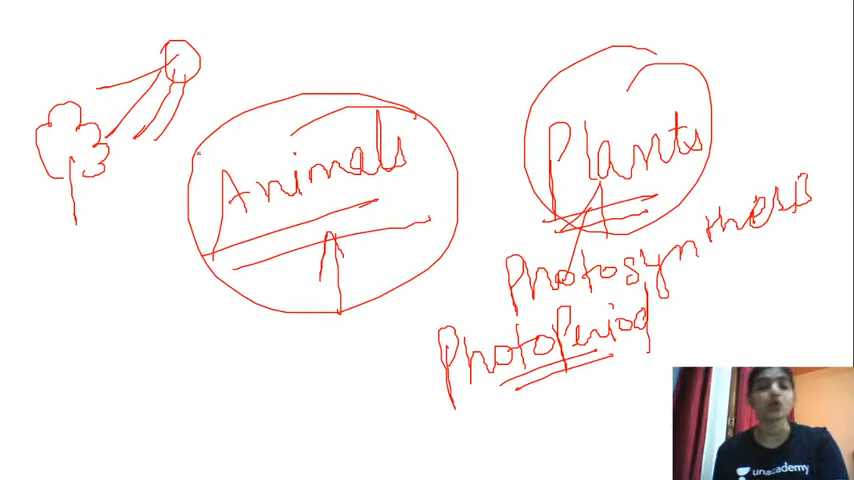 Animals
Plants
Photosynthesis
PhotoPeriod
unacademy